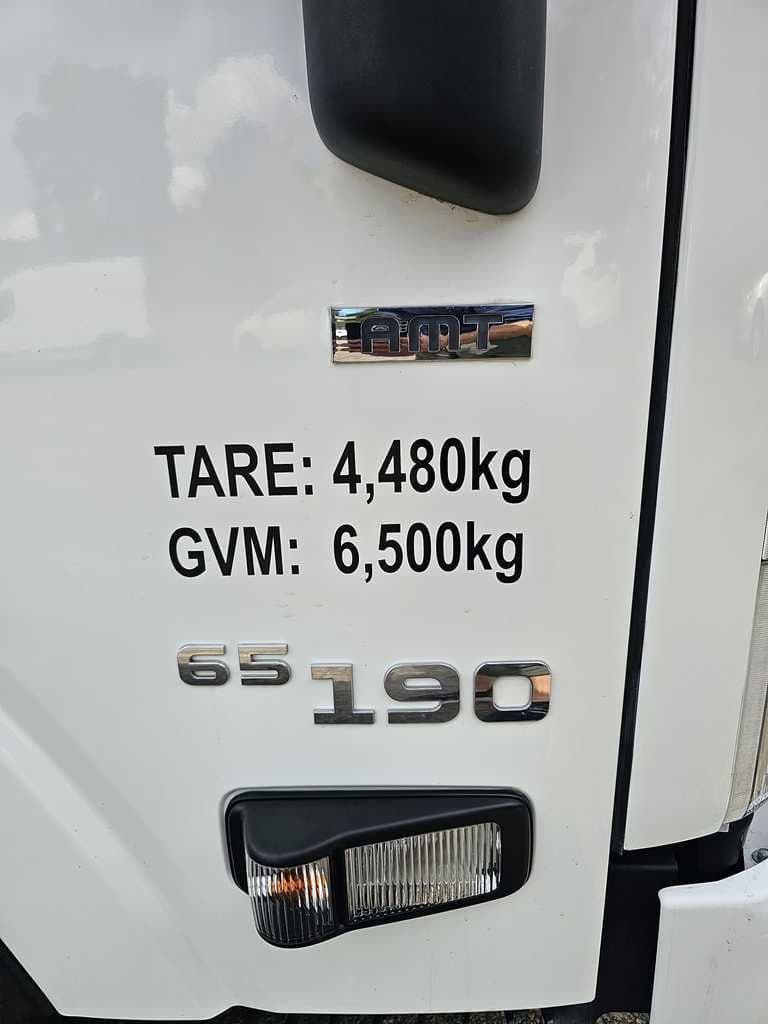 AMT
TARE: 4,480kg
GVM: 6,500kg
65 190